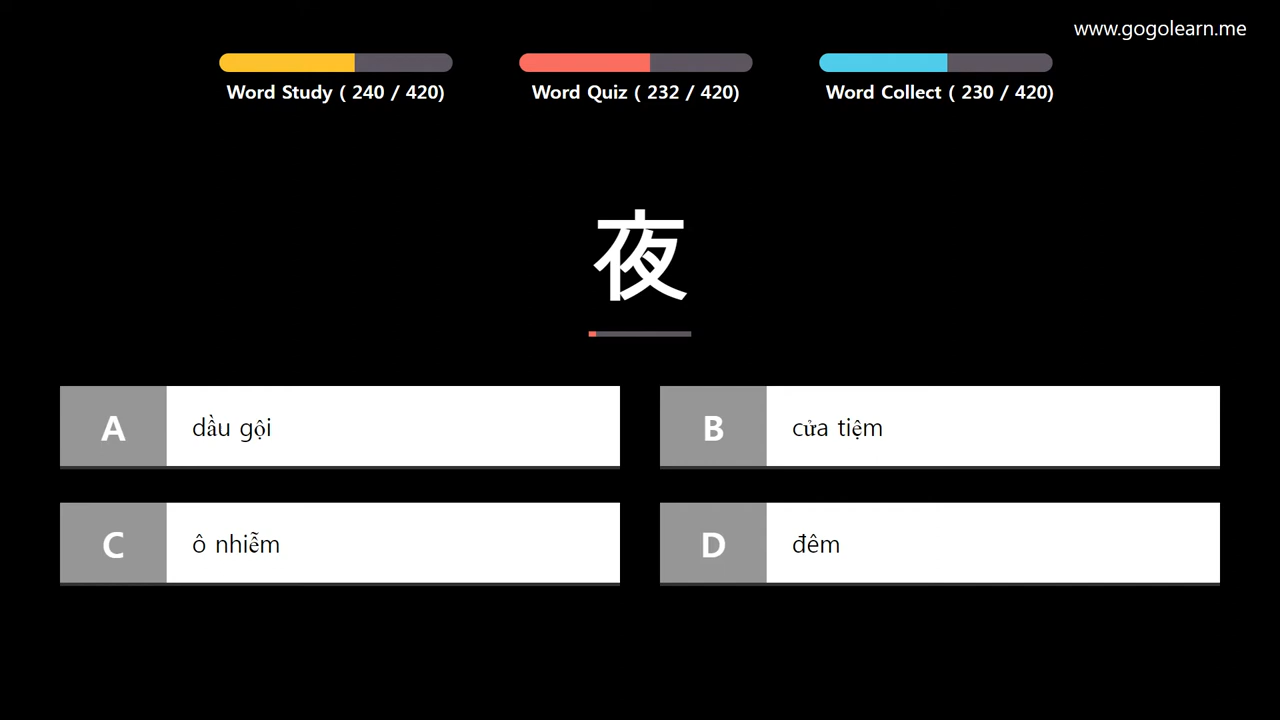 www.gogolearn.me
Word Study ( 240 / 420)
Word Quiz ( 232 / 420)
Word Collect ( 230 / 420)
夜
A dầu gội
B cửa tiệm
C ô nhiễm
D đêm